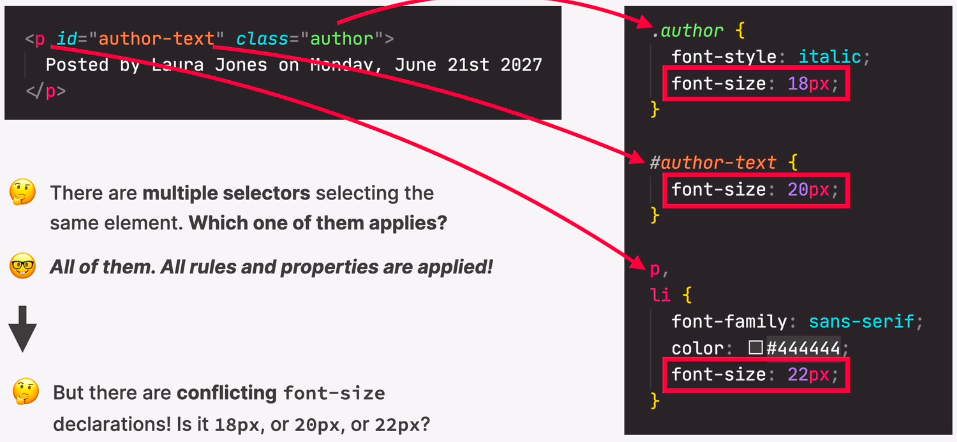 <p id="author-text" class="author">
Posted by Laura Jones on Monday, June 21st 2027
</p>
There are multiple selectors selecting the
same element. Which one of them applies?
All of them. All rules and properties are applied!
But there are conflicting font-size
declarations! Is it 18px, or 20px, or 22px?
.author {
font-style: italic;
font-size: 18px;
}
#author-text {
font-size: 20px;
}
p,
li {
font-family: sans-serif;
color: #444444;
font-size: 22px;
}